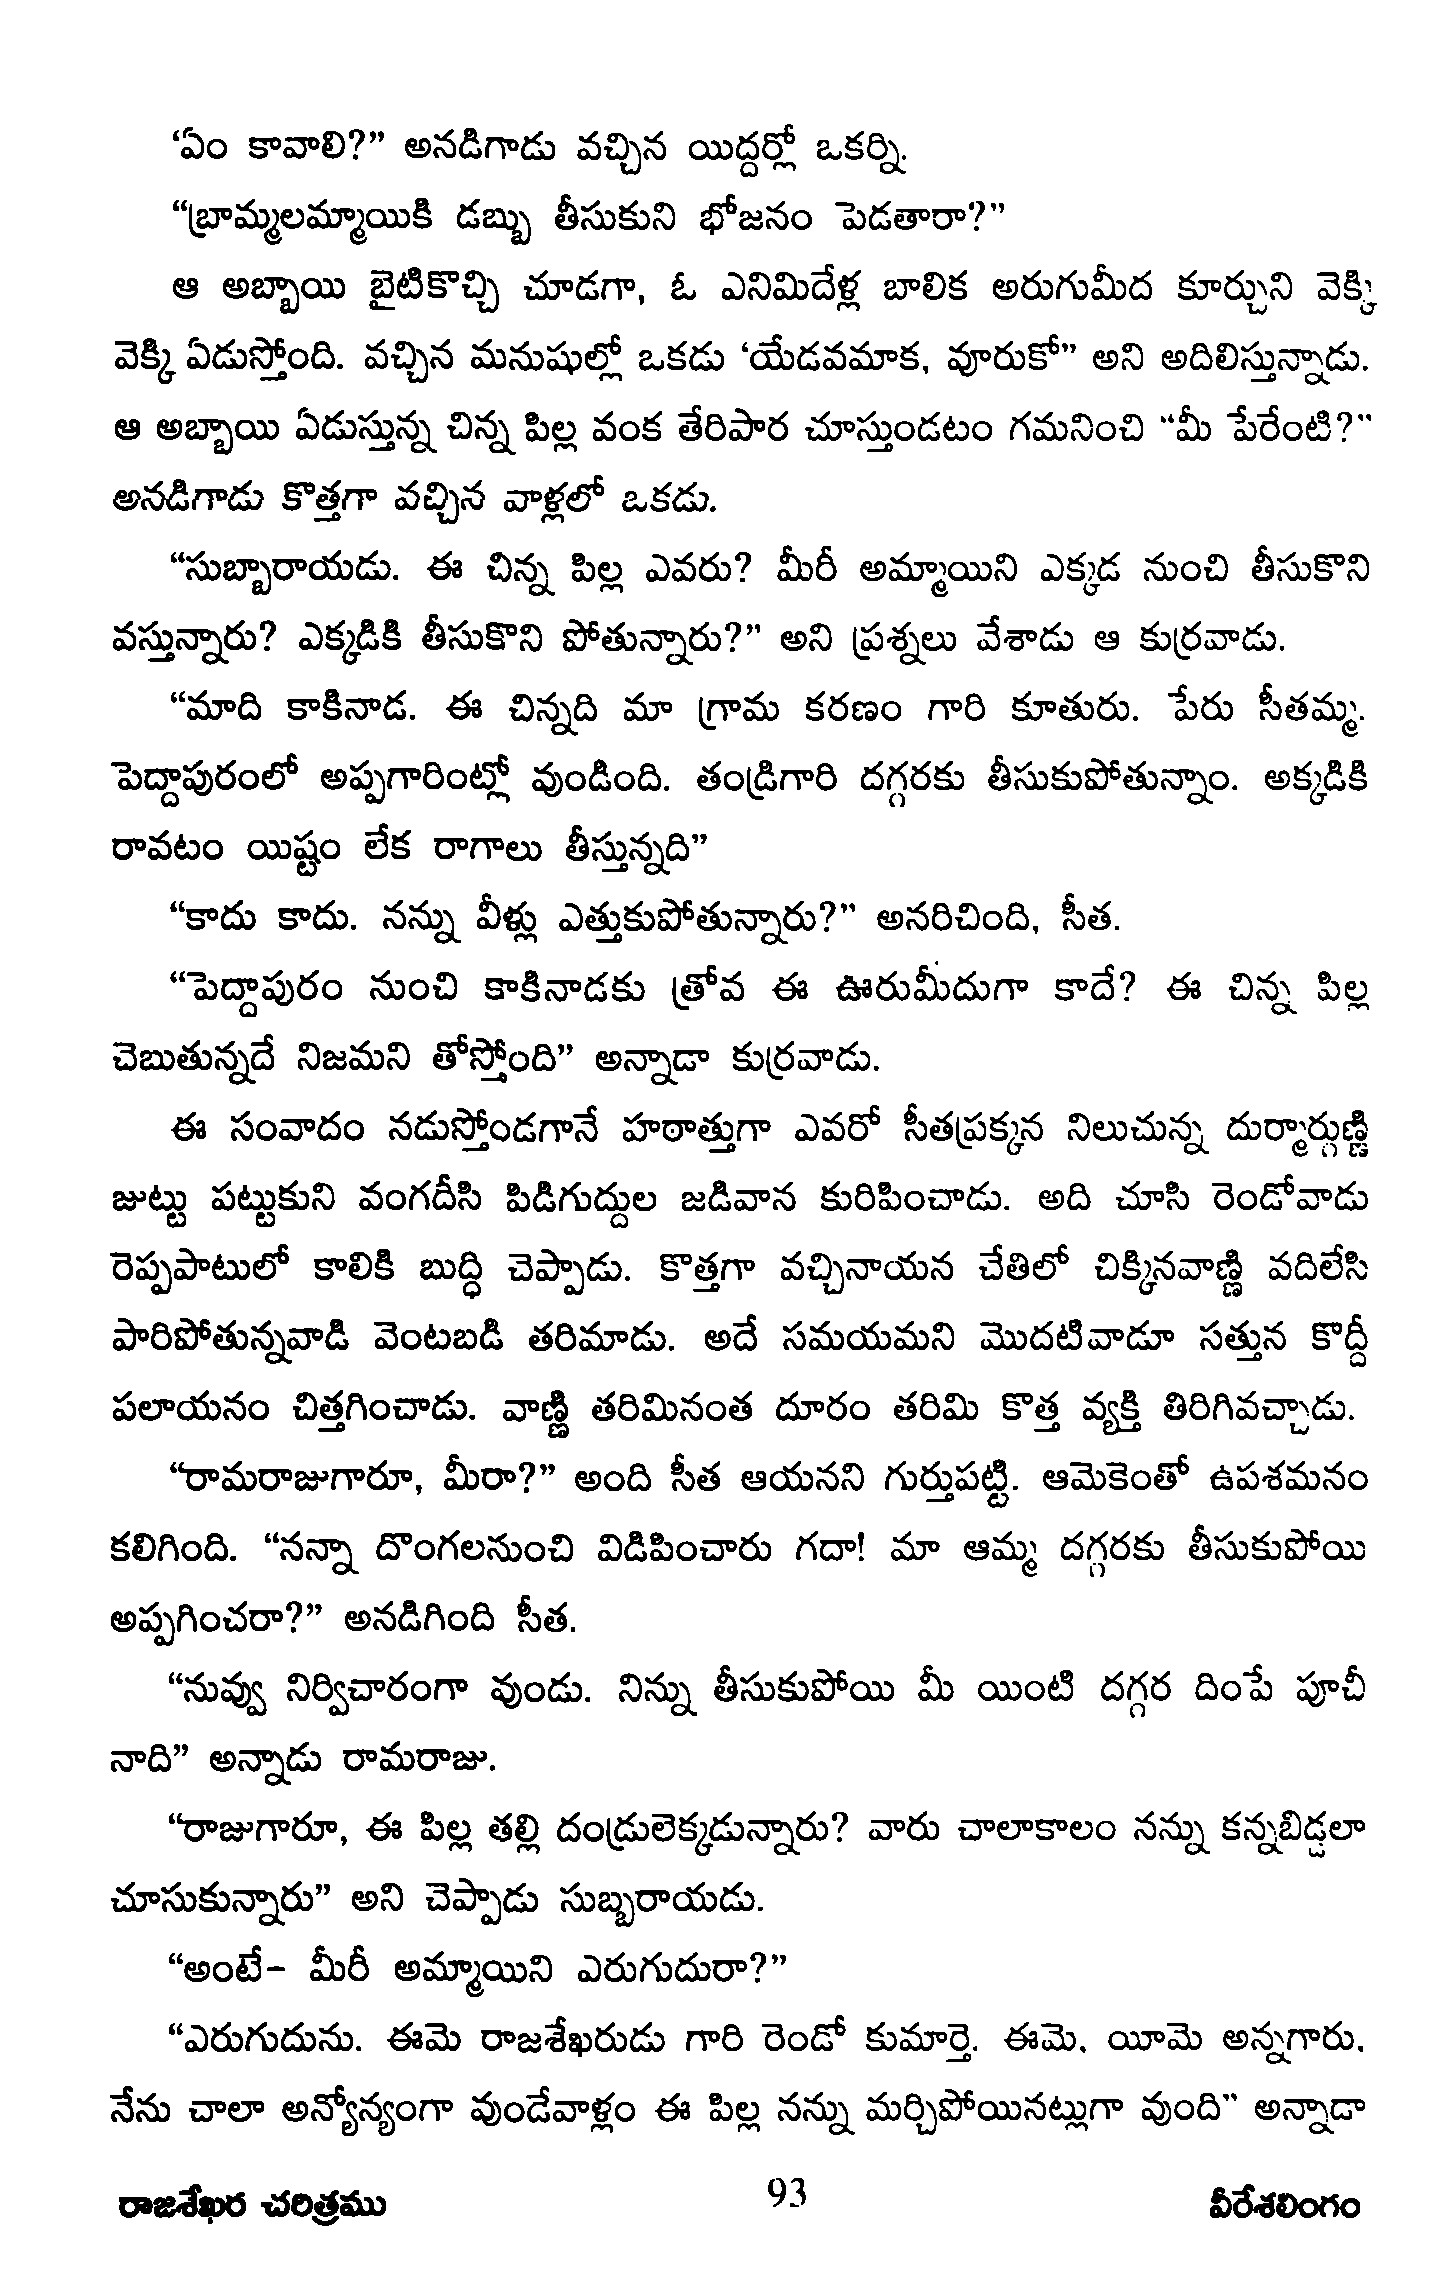 ‘ఏం కావాలి?” అనడిగాడు వచ్చిన యిద్దర్లో ఒకర్ని.
“బ్రామ్మలమ్మాయికి డబ్బు తీసుకుని భోజనం పెడతారా?”
ఆ అబ్బాయి బైటికొచ్చి చూడగా, ఓ ఎనిమిదేళ్ల బాలిక అరుగుమీద కూర్చుని వెక్కి
వెక్కి ఏడుస్తోంది. వచ్చిన మనుషుల్లో ఒకడు ‘యేడవమాక, వూరుకో” అని అదిలిస్తున్నాడు.
ఆ అబ్బాయి ఏడుస్తున్న చిన్న పిల్ల వంక తేరిపార చూస్తుండటం గమనించి “మీ పేరేంటి?”
అనడిగాడు కొత్తగా వచ్చిన వాళ్లలో ఒకడు.
“సుబ్బారాయడు. ఈ చిన్న పిల్ల ఎవరు? మీరీ అమ్మాయిని ఎక్కడ నుంచి తీసుకొని
వస్తున్నారు? ఎక్కడికి తీసుకొని పోతున్నారు?” అని ప్రశ్నలు వేశాడు ఆ కుర్రవాడు.
“మాది కాకినాడ. ఈ చిన్నది మా గ్రామ కరణం గారి కూతురు. పేరు సీతమ్మ.
పెద్దాపురంలో అప్పగారింట్లో వుండింది. తండ్రిగారి దగ్గరకు తీసుకుపోతున్నాం. అక్కడికి
రావటం యిష్టం లేక రాగాలు తీస్తున్నది”
“కాదు కాదు. నన్ను వీళ్లు ఎత్తుకుపోతున్నారు?” అనరిచింది, సీత.
“పెద్దాపురం నుంచి కాకినాడకు త్రోవ ఈ ఊరుమీదుగా కాదే? ఈ చిన్న పిల్ల
చెబుతున్నదే నిజమని తోస్తోంది” అన్నాడా కుర్రవాడు.
ఈ సంవాదం నడుస్తోండగానే హఠాత్తుగా ఎవరో సీతప్రక్కన నిలుచున్న దుర్మార్గుణ్ణి
జుట్టు పట్టుకుని వంగదీసి పిడిగుద్దుల జడివాన కురిపించాడు. అది చూసి రెండోవాడు
రెప్పపాటులో కాలికి బుద్ధి చెప్పాడు. కొత్తగా వచ్చినాయన చేతిలో చిక్కినవాణ్ణి వదిలేసి
పారిపోతున్నవాడి వెంటబడి తరిమాడు. అదే సమయమని మొదటివాడూ సత్తున కొద్దీ
పలాయనం చిత్తగించాడు. వాణ్ణి తరిమినంత దూరం తరిమి కొత్త వ్యక్తి తిరిగివచ్చాడు.
“రామరాజుగారూ, మీరా?” అంది సీత ఆయనని గుర్తుపట్టి. ఆమెకెంతో ఉపశమనం
కలిగింది. “నన్నా దొంగలనుంచి విడిపించారు గదా! మా ఆమ్మ దగ్గరకు తీసుకుపోయి
అప్పగించరా?” అనడిగింది సీత.
“నువ్వు నిర్విచారంగా వుండు. నిన్ను తీసుకుపోయి మీ యింటి దగ్గర దింపే పూచీ
నాది” అన్నాడు రామరాజు.
“రాజుగారూ, ఈ పిల్ల తల్లి దండ్రులెక్కడున్నారు? వారు చాలాకాలం నన్ను కన్నబిడ్డలా
చూసుకున్నారు” అని చెప్పాడు సుబ్బరాయడు.
“అంటే- మీరీ అమ్మాయిని ఎరుగుదురా?”
“ఎరుగుదును. ఈమె రాజశేఖరుడు గారి రెండో కుమార్తె. ఈమె, యీమె అన్నగారు,
నేను చాలా అన్యోన్యంగా వుండేవాళ్లం ఈ పిల్ల నన్ను మర్చిపోయినట్లుగా వుంది” అన్నాడా
రాజశేఖర చరిత్రము
93
వీరేశలింగం